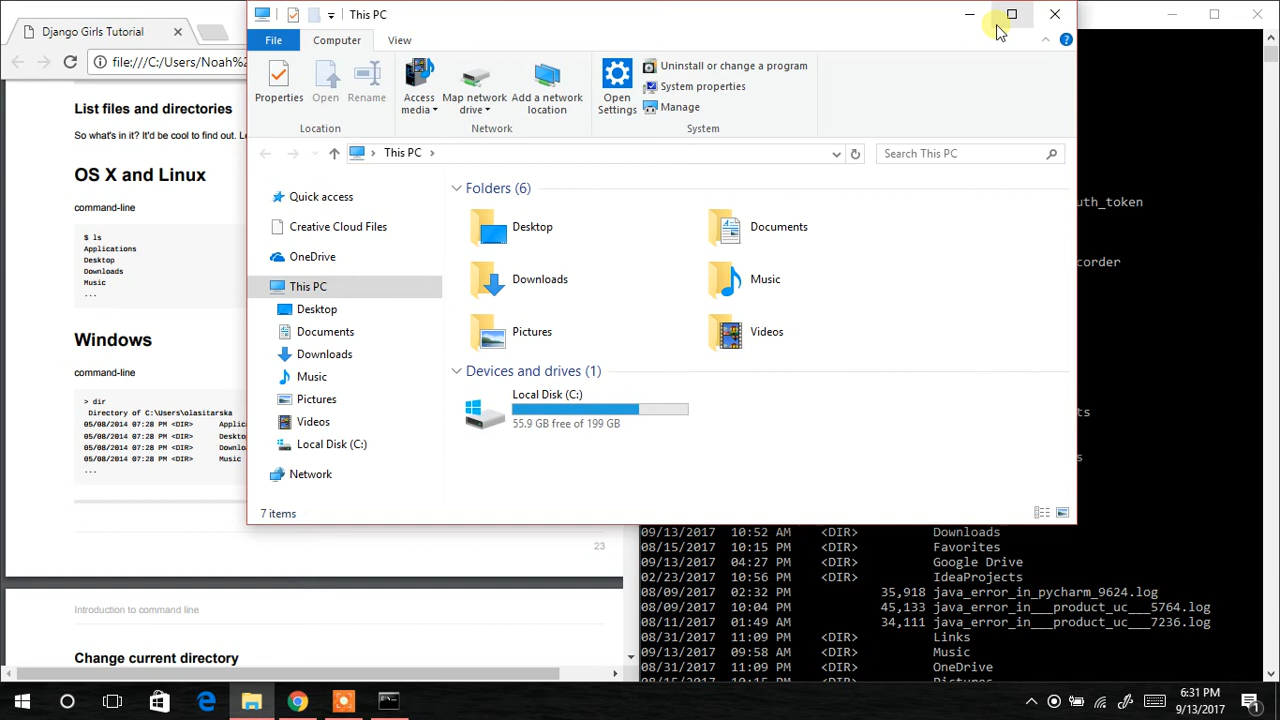 Django Girls Tutorial
file:///C:/Users/Noah%2
List files and directories
So what's in it? It'd be cool to find out. Le
OS X and Linux
command-line
$ ls
Applications
Desktop
Downloads
Music
...
Windows
command-line
> dir
Directory of C:\Users\olasitarska
05/08/2014 07:28 PM <DIR> Applic
05/08/2014 07:28 PM <DIR> Deskto
05/08/2014 07:28 PM <DIR> Downlo
05/08/2014 07:28 PM <DIR> Music
...
23
Introduction to command line
Change current directory
This PC
File
Computer
View
Properties
Open
Rename
Location
Access media
Map network drive
Add a network location
Network
Open Settings
Uninstall or change a program
System properties
Manage
System
This PC
Search This PC
Quick access
Creative Cloud Files
OneDrive
This PC
Desktop
Documents
Downloads
Music
Pictures
Videos
Local Disk (C:)
Network
Folders (6)
Desktop
Documents
Downloads
Music
Pictures
Videos
Devices and drives (1)
Local Disk (C:)
55.9 GB free of 199 GB
7 items
uth_token
corder
ts
s
09/13/2017 10:52 AM <DIR> Downloads
08/15/2017 10:15 PM <DIR> Favorites
09/13/2017 04:27 PM <DIR> Google Drive
02/23/2017 10:56 PM <DIR> IdeaProjects
08/09/2017 02:32 PM 35,918 java_error_in_pycharm_9624.log
08/09/2017 10:04 PM 45,133 java_error_in___product_uc___5764.log
08/11/2017 01:49 AM 34,111 java_error_in___product_uc___7236.log
08/31/2017 11:09 PM <DIR> Links
09/13/2017 09:58 AM <DIR> Music
08/31/2017 11:09 PM <DIR> OneDrive
08/15/2017 10:15 PM <DIR> Pictures
6:31 PM
9/13/2017
1